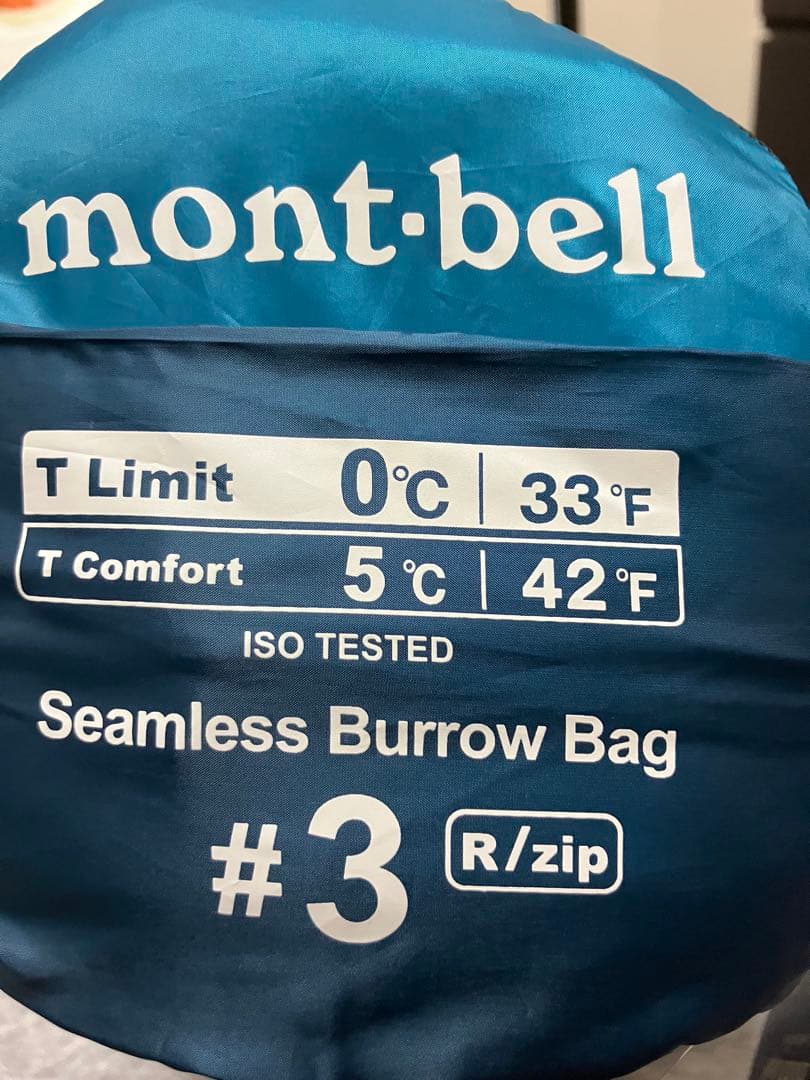 mont·bell
T Limit 0°C | 33°F
T Comfort 5°C | 42°F
ISO TESTED
Seamless Burrow Bag
#3 R/zip